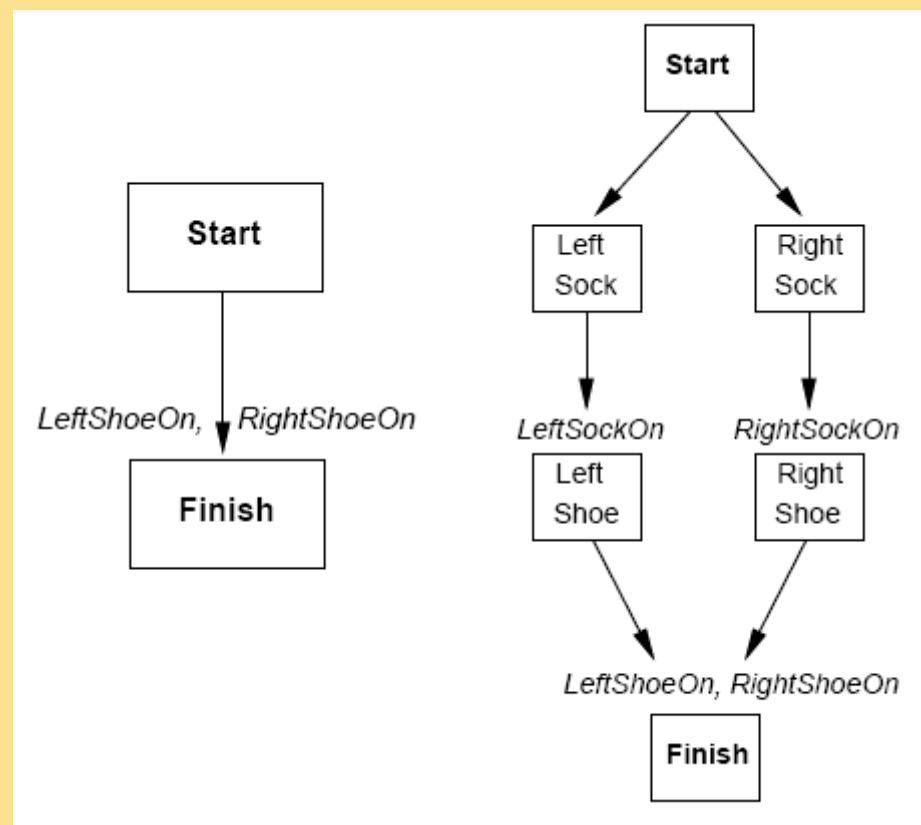 Start
LeftShoeOn, RightShoeOn
Finish
Start
Left
Sock
Right
Sock
LeftSockOn
RightSockOn
Left
Shoe
Right
Shoe
LeftShoeOn, RightShoeOn
Finish